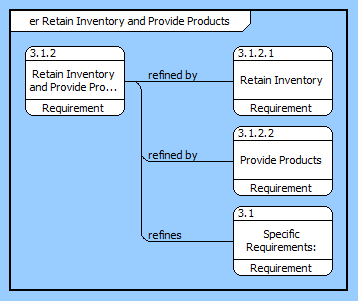 er Retain Inventory and Provide Products
3.1.2
Retain Inventory
and Provide Pro...
Requirement
refined by
3.1.2.1
Retain Inventory
Requirement
refined by
3.1.2.2
Provide Products
Requirement
refines
3.1
Specific
Requirements:
Requirement